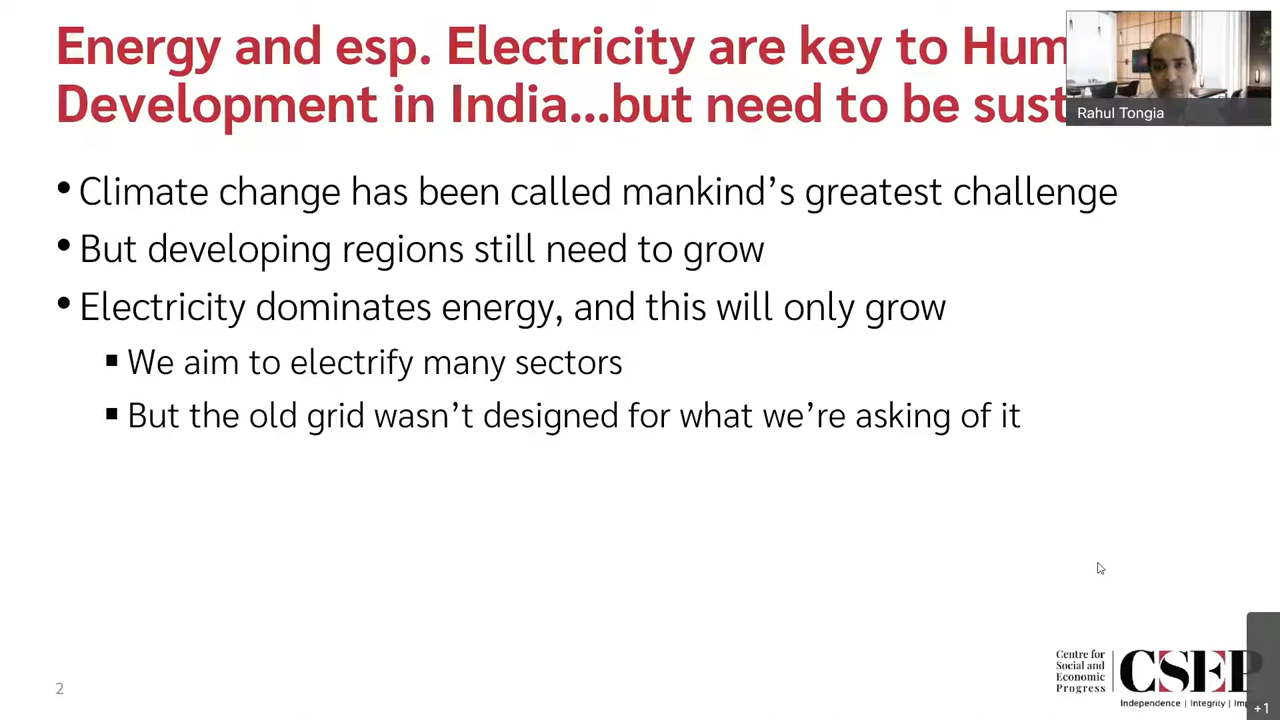 Energy and esp. Electricity are key to Hum
Development in India...but need to be sust
Rahul Tongia
• Climate change has been called mankind’s greatest challenge
• But developing regions still need to grow
• Electricity dominates energy, and this will only grow
▪ We aim to electrify many sectors
▪ But the old grid wasn’t designed for what we’re asking of it
2
Centre for
Social and
Economic
Progress
CSEP
Independence | Integrity | Im
+1